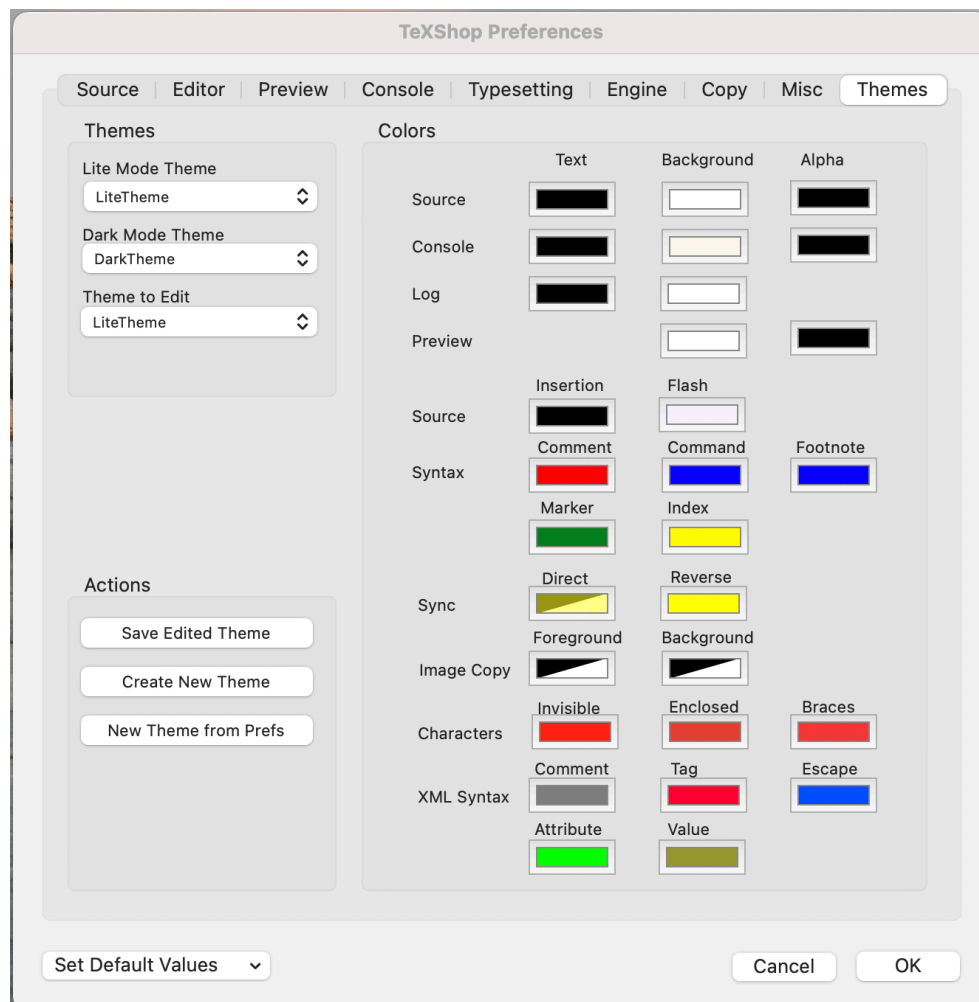 TeXShop Preferences
Source Editor Preview Console Typesetting Engine Copy Misc Themes
Themes
Lite Mode Theme
LiteTheme
Dark Mode Theme
DarkTheme
Theme to Edit
LiteTheme
Actions
Save Edited Theme
Create New Theme
New Theme from Prefs
Colors
Text Background Alpha
Source
Console
Log
Preview
Insertion Flash
Source
Comment Command Footnote
Syntax
Marker Index
Direct Reverse
Sync
Foreground Background
Image Copy
Invisible Enclosed Braces
Characters
Comment Tag Escape
XML Syntax
Attribute Value
Set Default Values
Cancel
OK